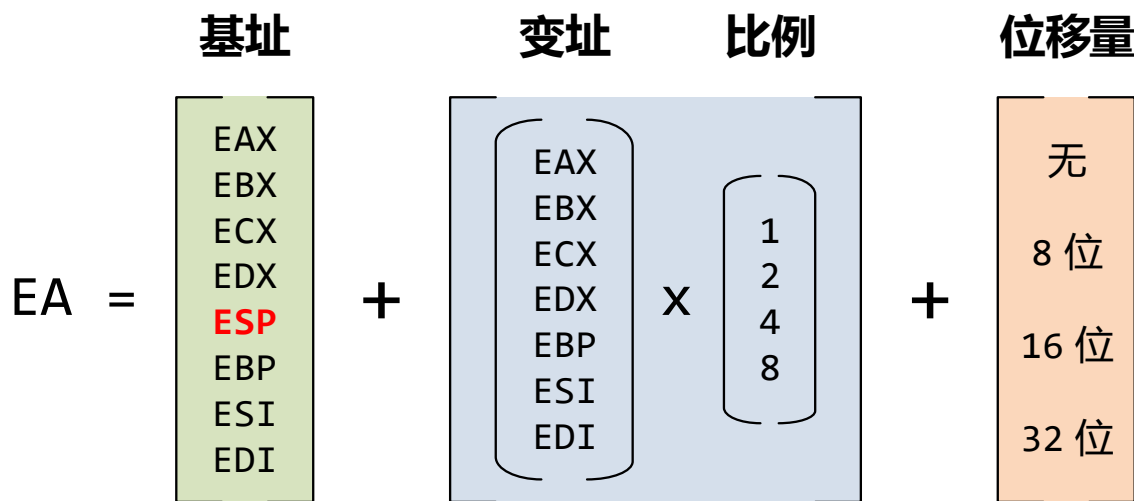 基址 变址 比例 位移量
EA =
EAX
EBX
ECX
EDX
ESP
EBP
ESI
EDI
+
EAX
EBX
ECX
EDX
EBP
ESI
EDI
x
1
2
4
8
+
无
8 位
16 位
32 位